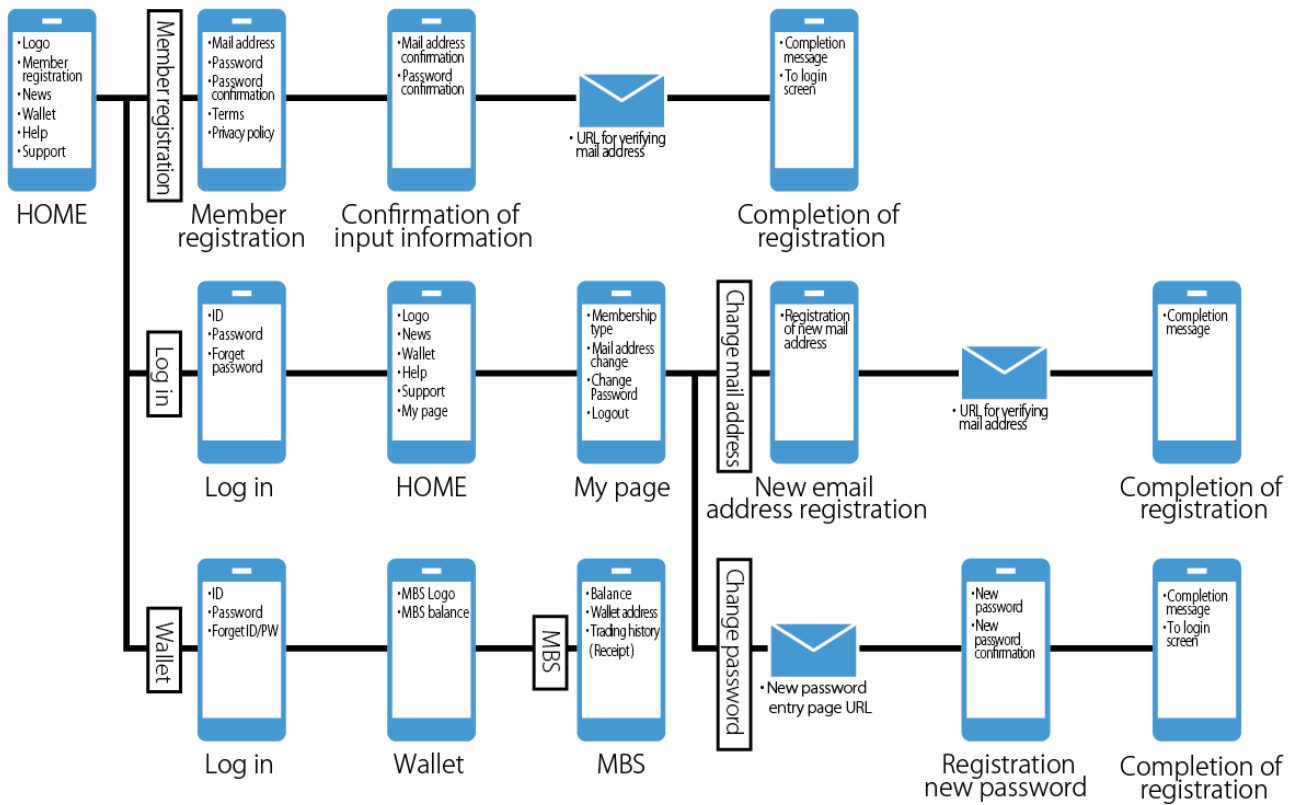 ・Logo
・Member
registration
・News
・Wallet
・Help
・Support
HOME
Member registration
・Mail address
・Password
・Password
confirmation
・Terms
・Privacy policy
Member
registration
・Mail address
confirmation
・Password
confirmation
Confirmation of
input information
・URL for verifying
mail address
・Completion
message
・To login
screen
Completion of
registration
Log in
・ID
・Password
・Forget
password
Log in
・Logo
・News
・Wallet
・Help
・Support
・My page
HOME
・Membership
type
・Mail address
change
・Change
Password
・Logout
My page
Change mail address
・Registration
of new mail
address
New email
address registration
・URL for verifying
mail address
・Completion
message
Completion of
registration
Wallet
・ID
・Password
・Forget ID/PW
Log in
・MBS Logo
・MBS balance
Wallet
MBS
・Balance
・Wallet address
・Trading history
(Receipt)
MBS
Change password
・New password
entry page URL
・New
password
・New
password
confirmation
Registration
new password
・Completion
message
・To login
screen
Completion of
registration